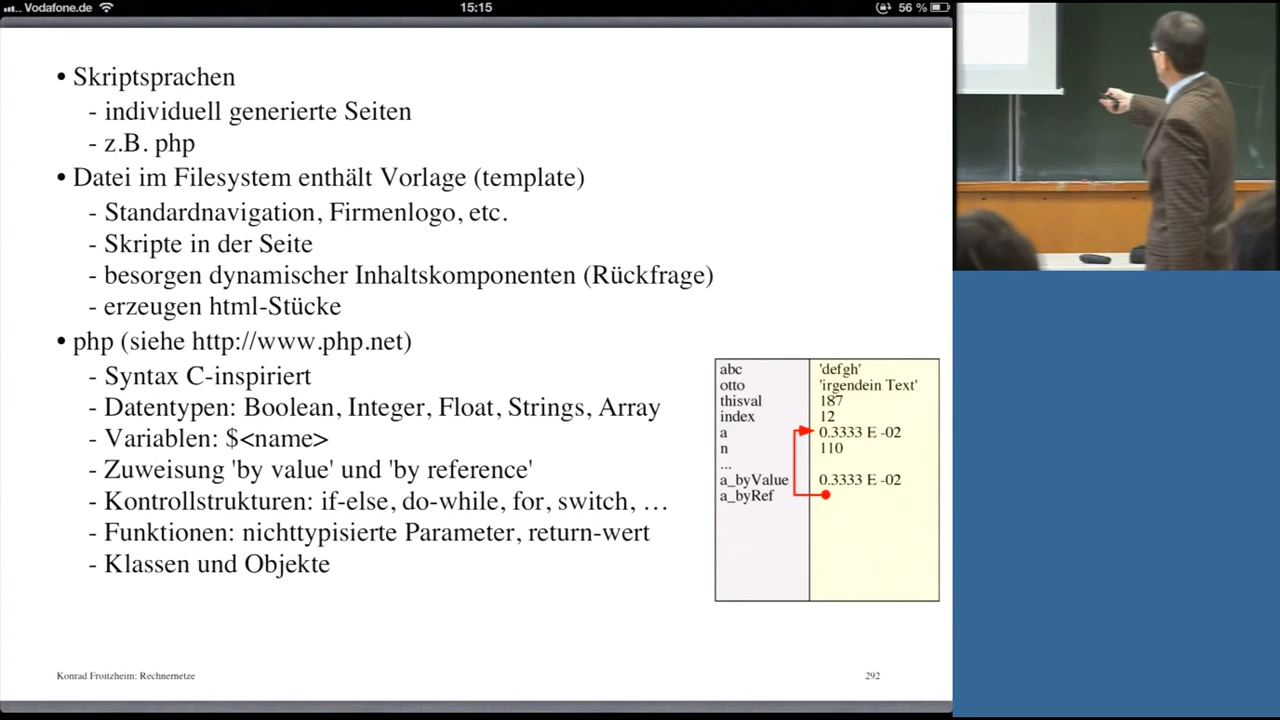 Vodafone.de
15:15
56 %
• Skriptsprachen
- individuell generierte Seiten
- z.B. php
• Datei im Filesystem enthält Vorlage (template)
- Standardnavigation, Firmenlogo, etc.
- Skripte in der Seite
- besorgen dynamischer Inhaltskomponenten (Rückfrage)
- erzeugen html-Stücke
• php (siehe http://www.php.net)
- Syntax C-inspiriert
- Datentypen: Boolean, Integer, Float, Strings, Array
- Variablen: $<name>
- Zuweisung 'by value' und 'by reference'
- Kontrollstrukturen: if-else, do-while, for, switch, …
- Funktionen: nichttypisierte Parameter, return-wert
- Klassen und Objekte
abc 'defgh'
otto 'irgendein Text'
thisval 187
index 12
a 0.3333 E -02
n 110
...
a_byValue 0.3333 E -02
a_byRef
Konrad Froitzheim: Rechnernetze
292